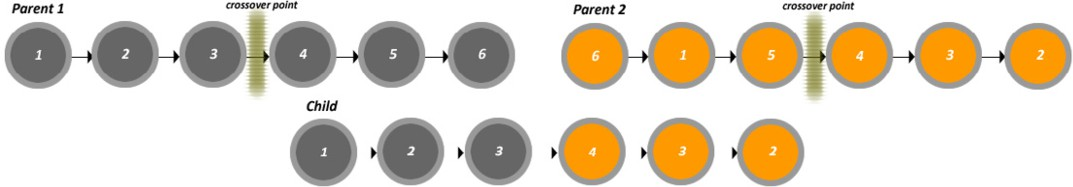 Parent 1
crossover point
Parent 2
crossover point
1 2 3 4 5 6
6 1 5 4 3 2
Child
1 2 3 4 3 2